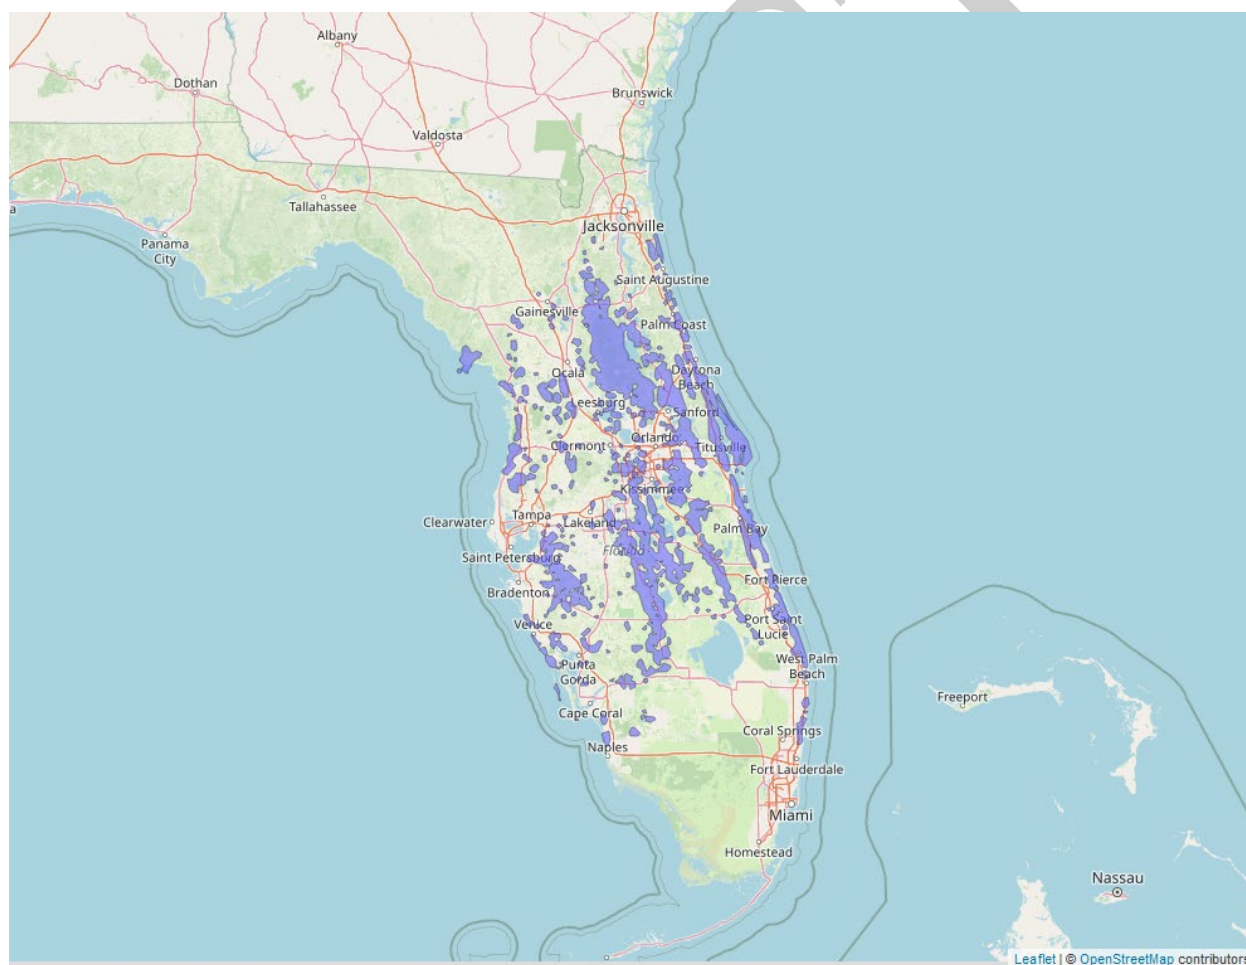 Albany
Dothan
Brunswick
Valdosta
Tallahassee
a
Jacksonville
Panama
City
Saint Augustine
Gainesville
Palm Coast
Ocala
Daytona
Beach
Leesburg
Sanford
Orlando
Clermont
Titusville
Kissimmee
Clearwater
Tampa
Lakeland
Palm Bay
Florida
Saint Petersburg
Fort Pierce
Bradenton
Venice
Port Saint
Lucie
West Palm
Beach
Punta
Gorda
Freeport
Cape Coral
Coral Springs
Naples
Fort Lauderdale
Miami
Homestead
Nassau
Leaflet | © OpenStreetMap contributors